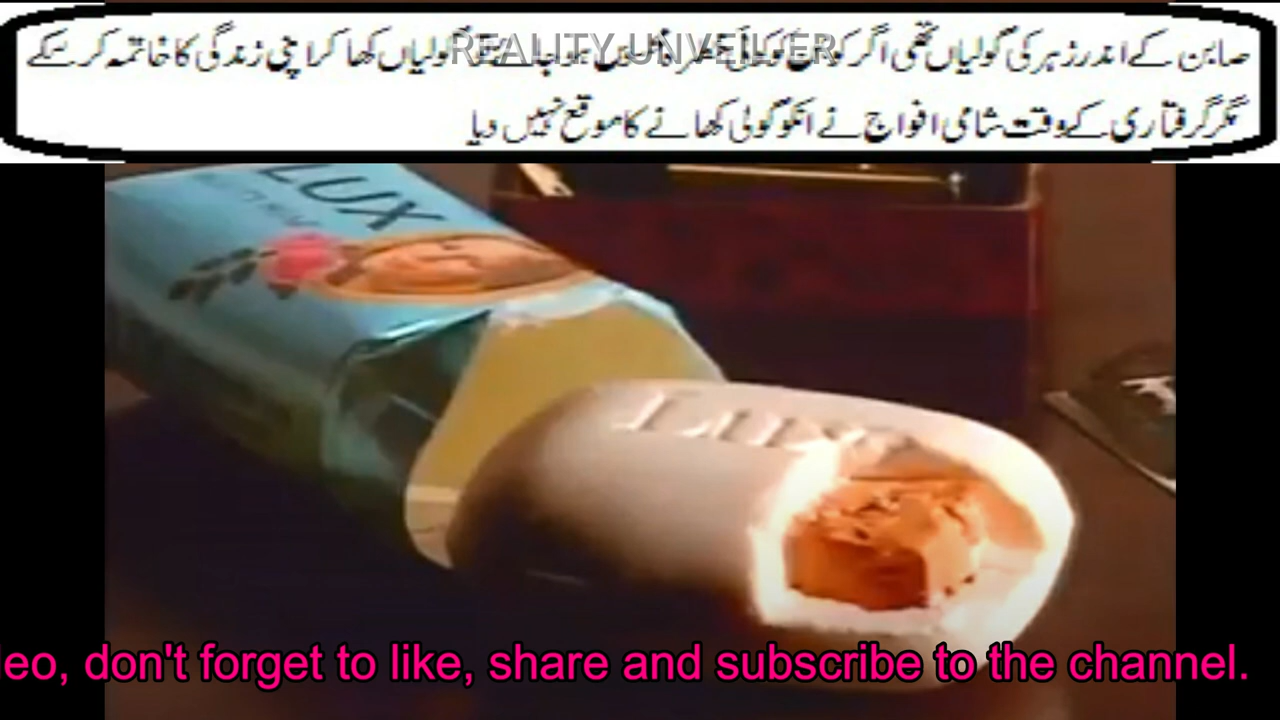 صابن کے اندر زہر کی گولیاں تھی اگر کو
گولیاں کھا کر اپنی زندگی کا خاتمہ کر سکے
مگر گرفتاری کے وقت شامی افواج نے انکو گولی کھانے کا موقع نہیں دیا
REALITY UNVEILER
LUX
Lux
eo, don't forget to like, share and subscribe to the channel.